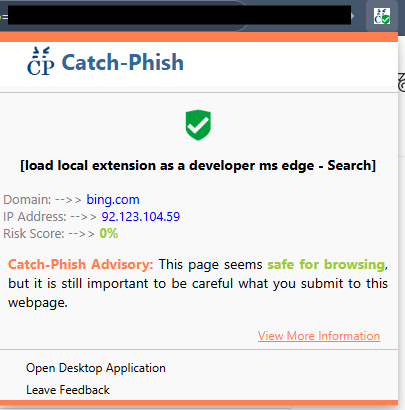 CP Catch-Phish
[load local extension as a developer ms edge - Search]
Domain: -->> bing.com
IP Address: -->> 92.123.104.59
Risk Score: -->> 0%
Catch-Phish Advisory: This page seems safe for browsing,
but it is still important to be careful what you submit to this
webpage.
View More Information
Open Desktop Application
Leave Feedback